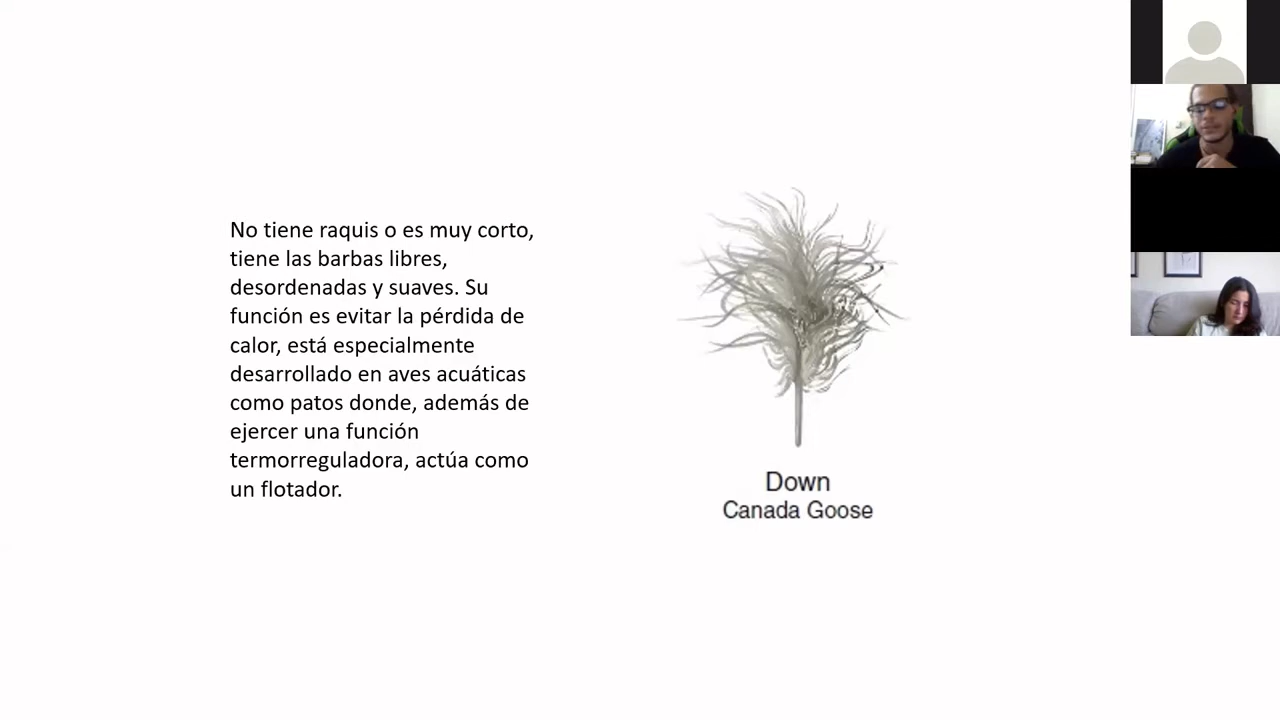 No tiene raquis o es muy corto,
tiene las barbas libres,
desordenadas y suaves. Su
función es evitar la pérdida de
calor, está especialmente
desarrollado en aves acuáticas
como patos donde, además de
ejercer una función
termorreguladora, actúa como
un flotador.
Down
Canada Goose